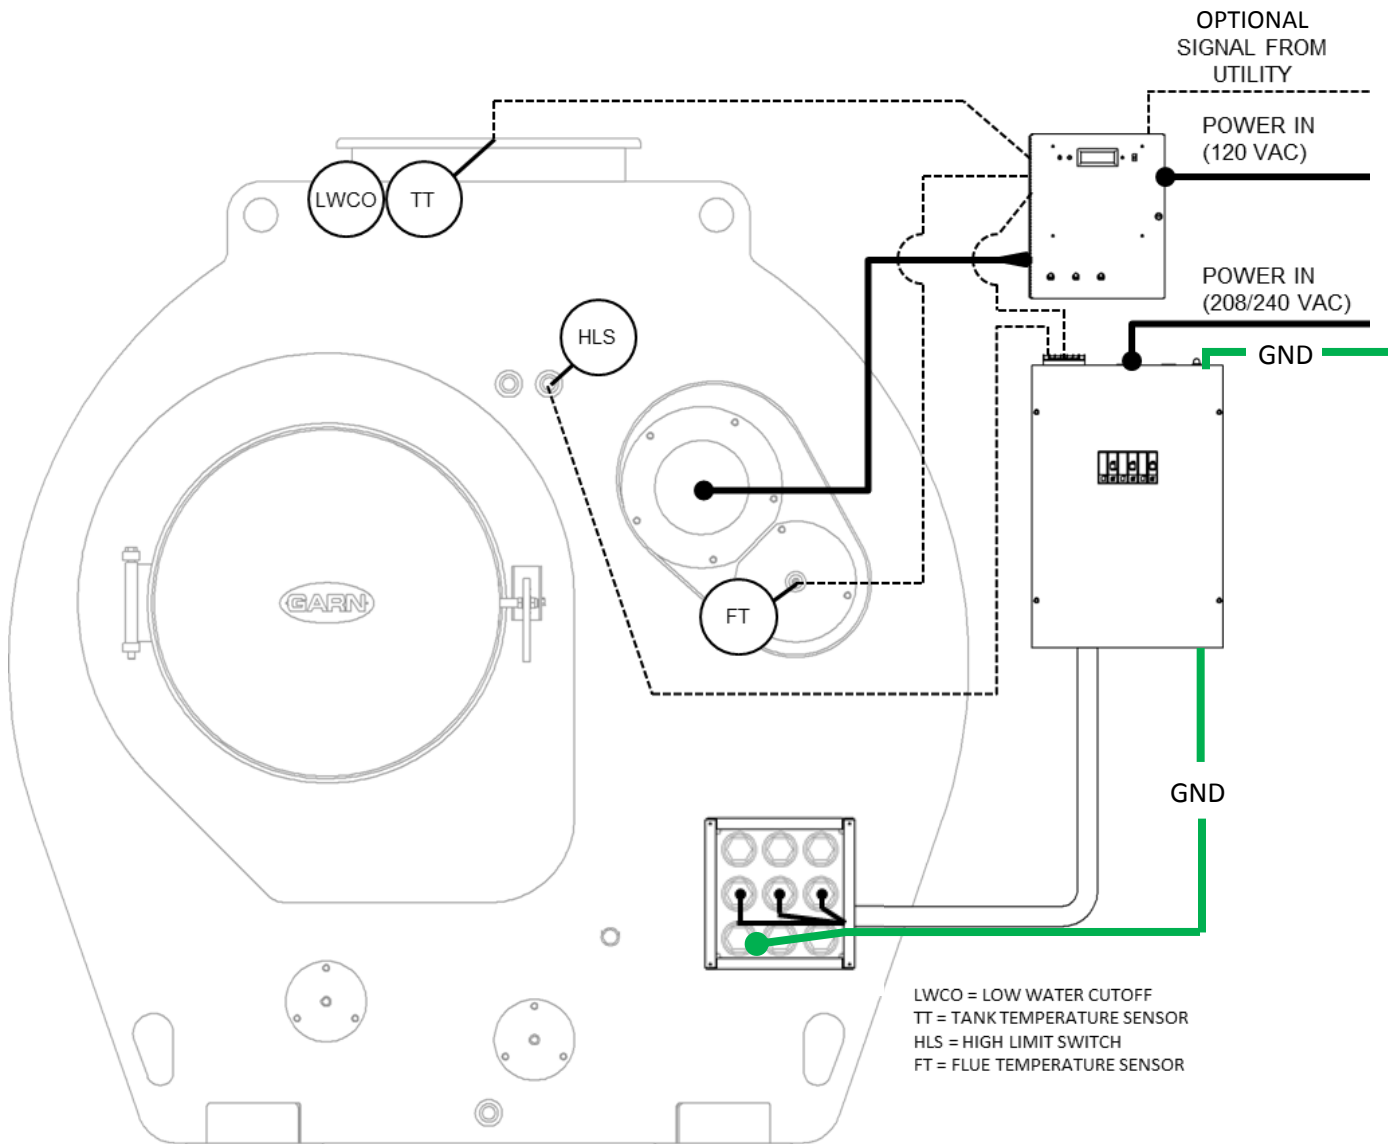 OPTIONAL
SIGNAL FROM
UTILITY
POWER IN
(120 VAC)
LWCO
TT
POWER IN
(208/240 VAC)
HLS
GND
GARN
FT
GND
LWCO = LOW WATER CUTOFF
TT = TANK TEMPERATURE SENSOR
HLS = HIGH LIMIT SWITCH
FT = FLUE TEMPERATURE SENSOR